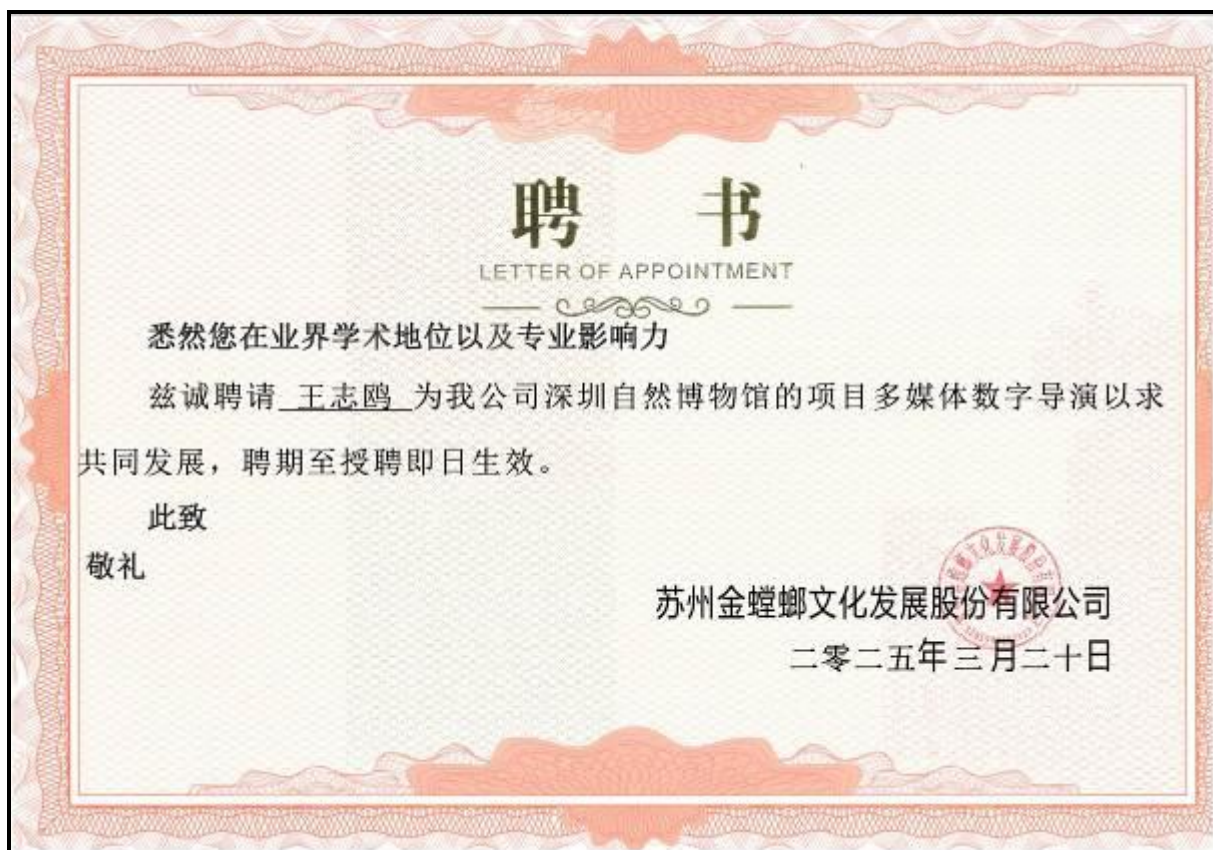 聘 书
LETTER OF APPOINTMENT
悉然您在业界学术地位以及专业影响力
兹诚聘请 王志鸥 为我公司深圳自然博物馆的项目多媒体数字导演以求
共同发展，聘期至授聘即日生效。
此致
敬礼
苏州金螳螂文化发展股份有限公司
二零二五年三月二十日